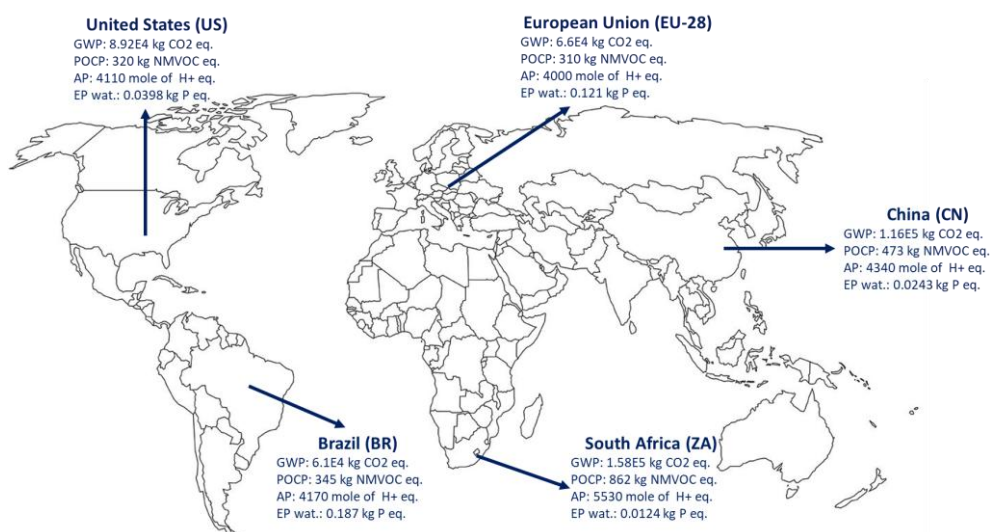 United States (US)
GWP: 8.92E4 kg CO2 eq.
POCP: 320 kg NMVOC eq.
AP: 4110 mole of H+ eq.
EP wat.: 0.0398 kg P eq.
European Union (EU-28)
GWP: 6.6E4 kg CO2 eq.
POCP: 310 kg NMVOC eq.
AP: 4000 mole of H+ eq.
EP wat.: 0.121 kg P eq.
China (CN)
GWP: 1.16E5 kg CO2 eq.
POCP: 473 kg NMVOC eq.
AP: 4340 mole of H+ eq.
EP wat.: 0.0243 kg P eq.
Brazil (BR)
GWP: 6.1E4 kg CO2 eq.
POCP: 345 kg NMVOC eq.
AP: 4170 mole of H+ eq.
EP wat.: 0.187 kg P eq.
South Africa (ZA)
GWP: 1.58E5 kg CO2 eq.
POCP: 862 kg NMVOC eq.
AP: 5530 mole of H+ eq.
EP wat.: 0.0124 kg P eq.